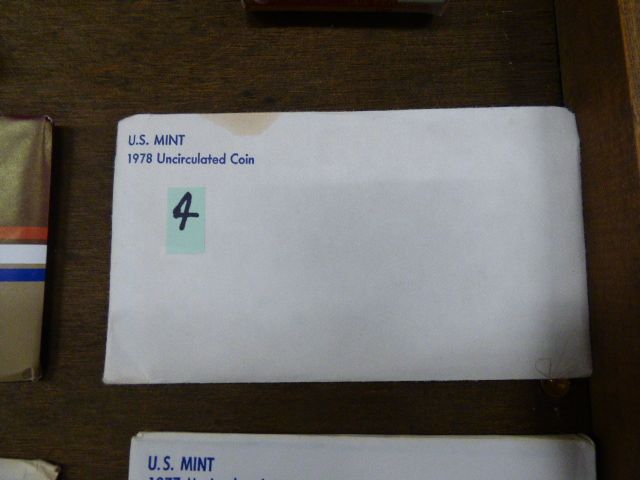 U.S. MINT
1978 Uncirculated Coin
4
U.S. MINT